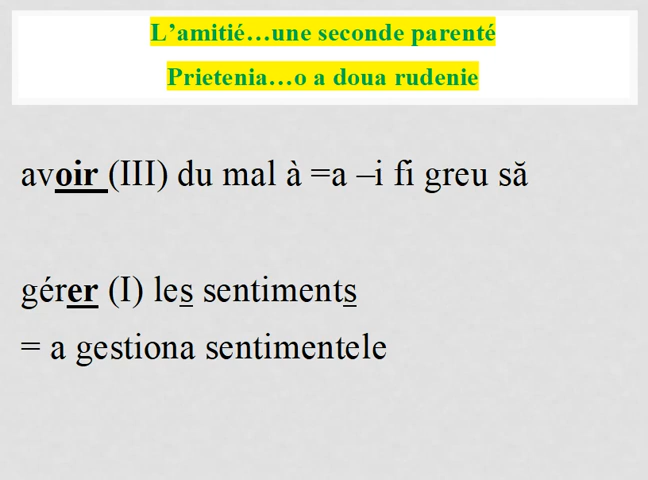 L’amitié…une seconde parenté
Prietenia…o a doua rudenie
avoir (III) du mal à =a –i fi greu să
gérer (I) les sentiments
= a gestiona sentimentele